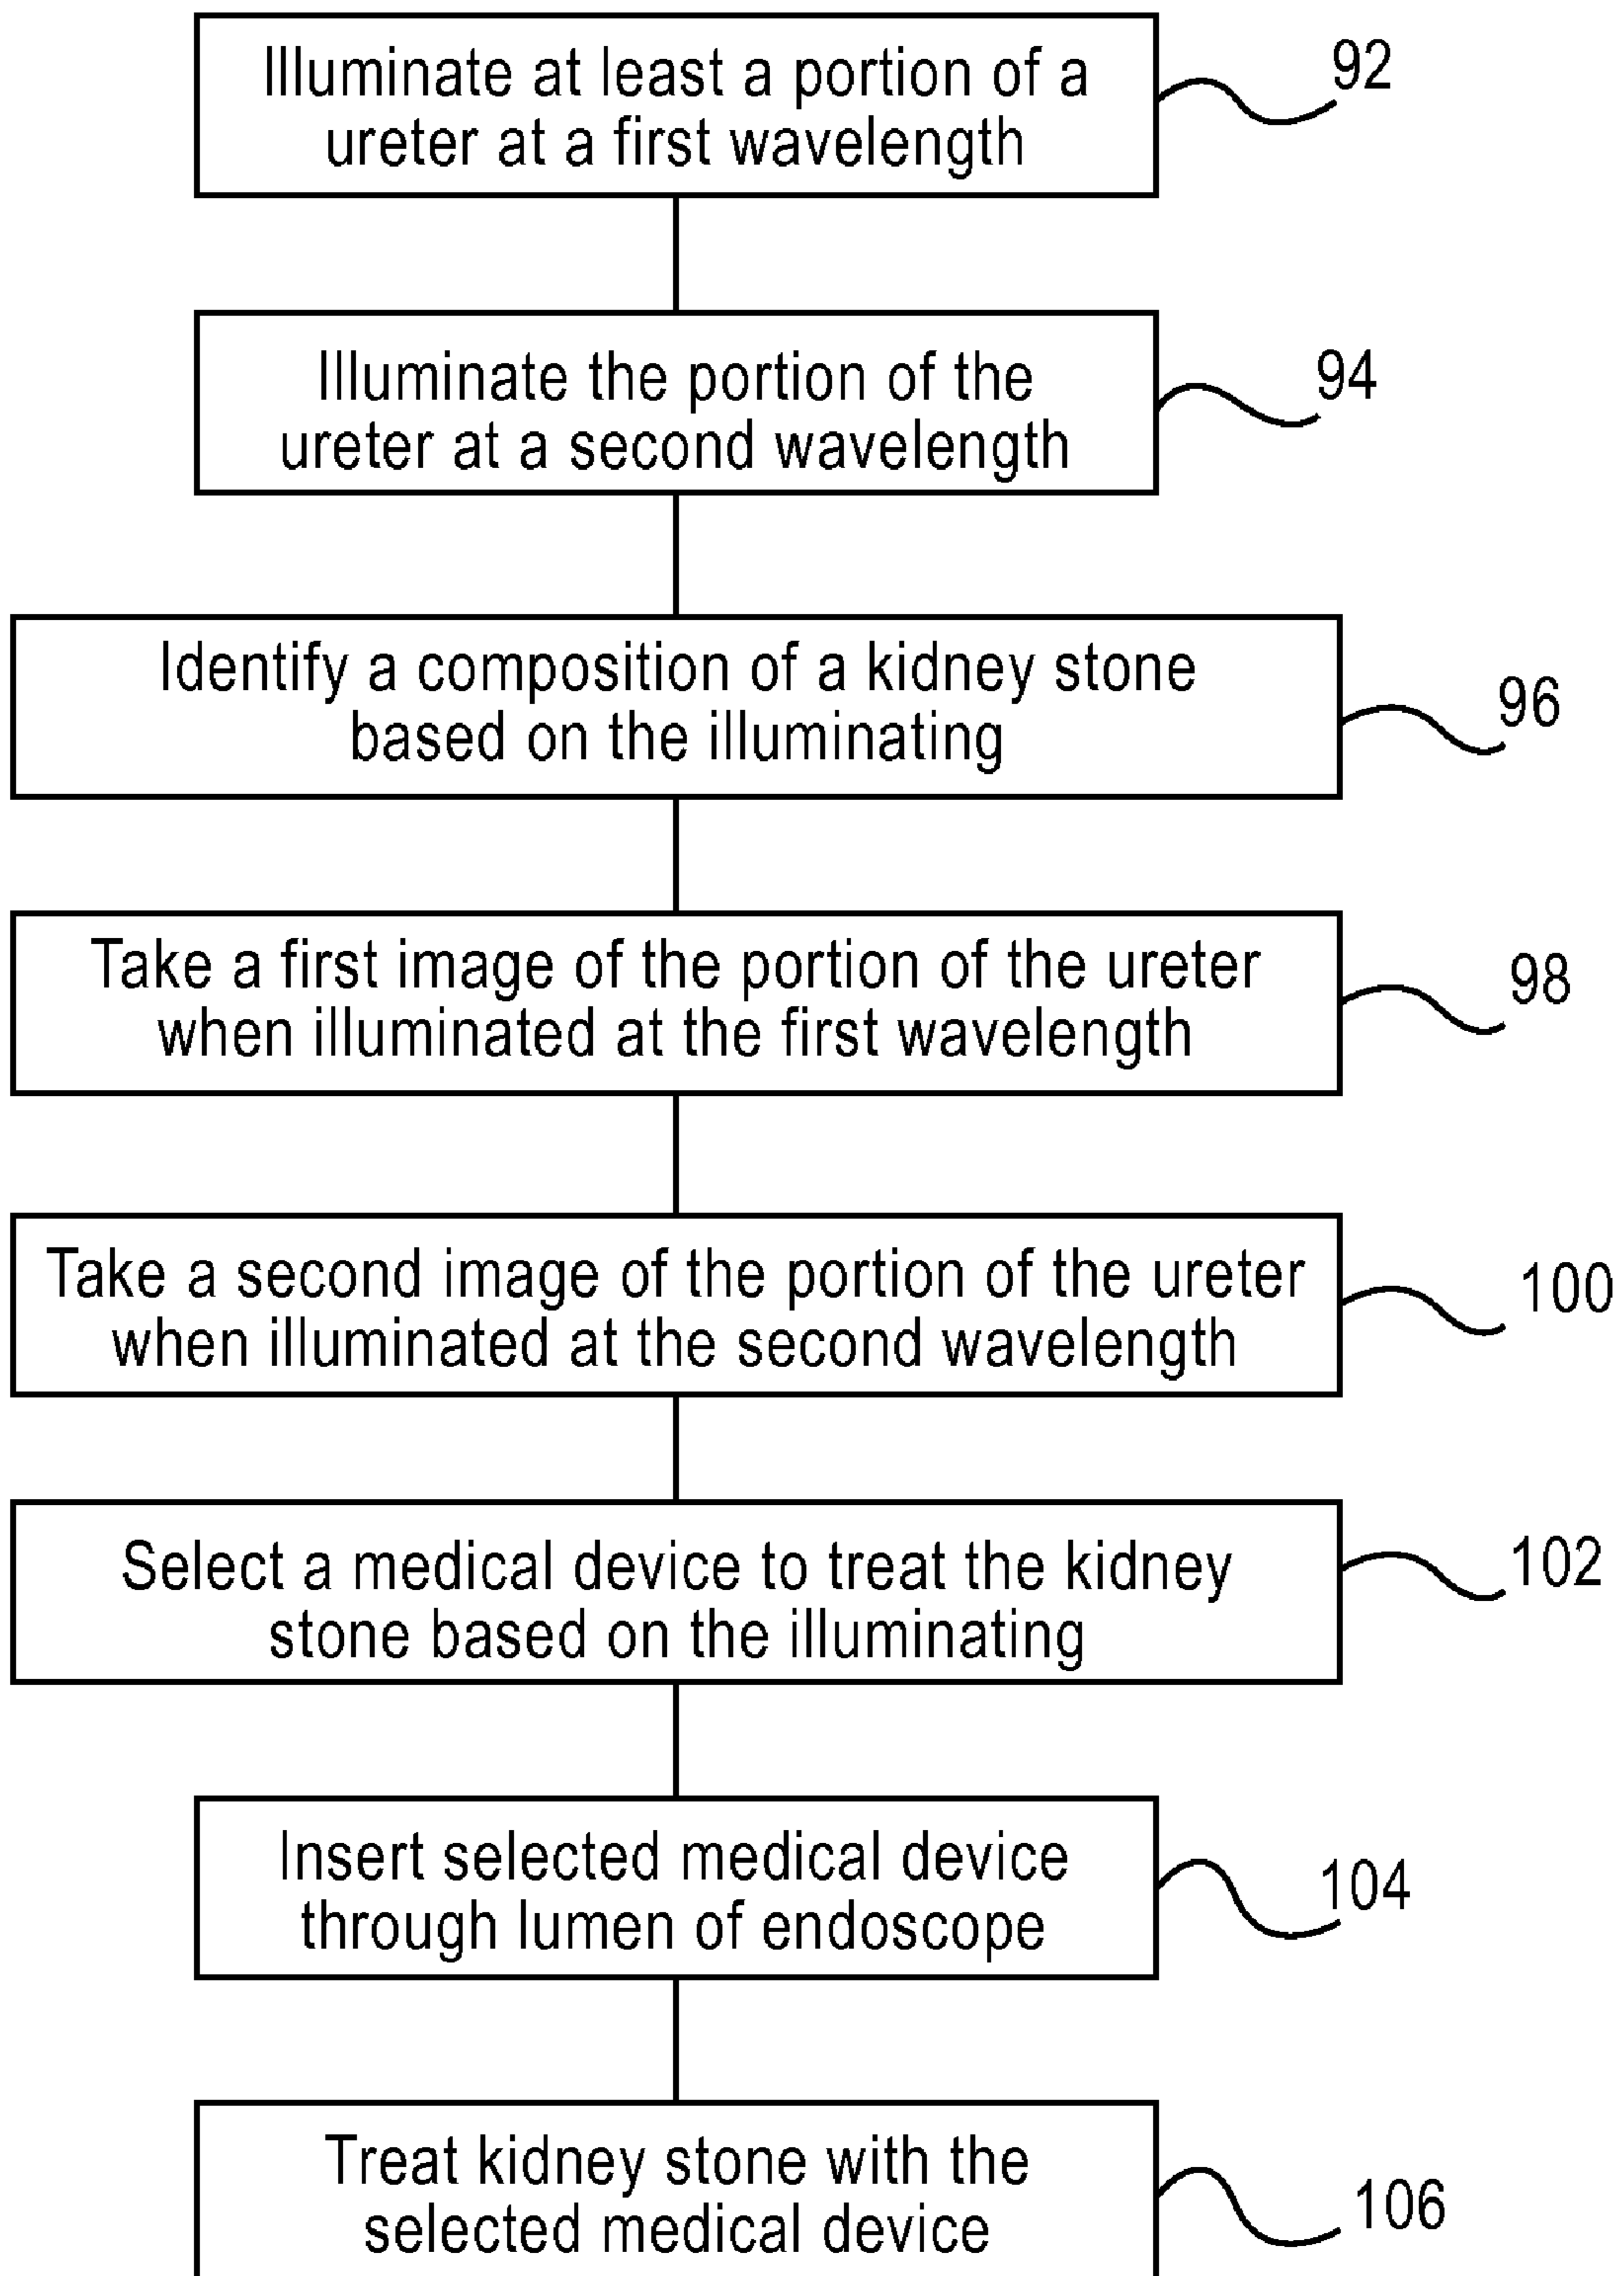 Illuminate at least a portion of a
ureter at a first wavelength
92
Illuminate the portion of the
ureter at a second wavelength
94
Identify a composition of a kidney stone
based on the illuminating
96
Take a first image of the portion of the ureter
when illuminated at the first wavelength
98
Take a second image of the portion of the ureter
when illuminated at the second wavelength
100
Select a medical device to treat the kidney
stone based on the illuminating
102
Insert selected medical device
through lumen of endoscope
104
Treat kidney stone with the
selected medical device
106